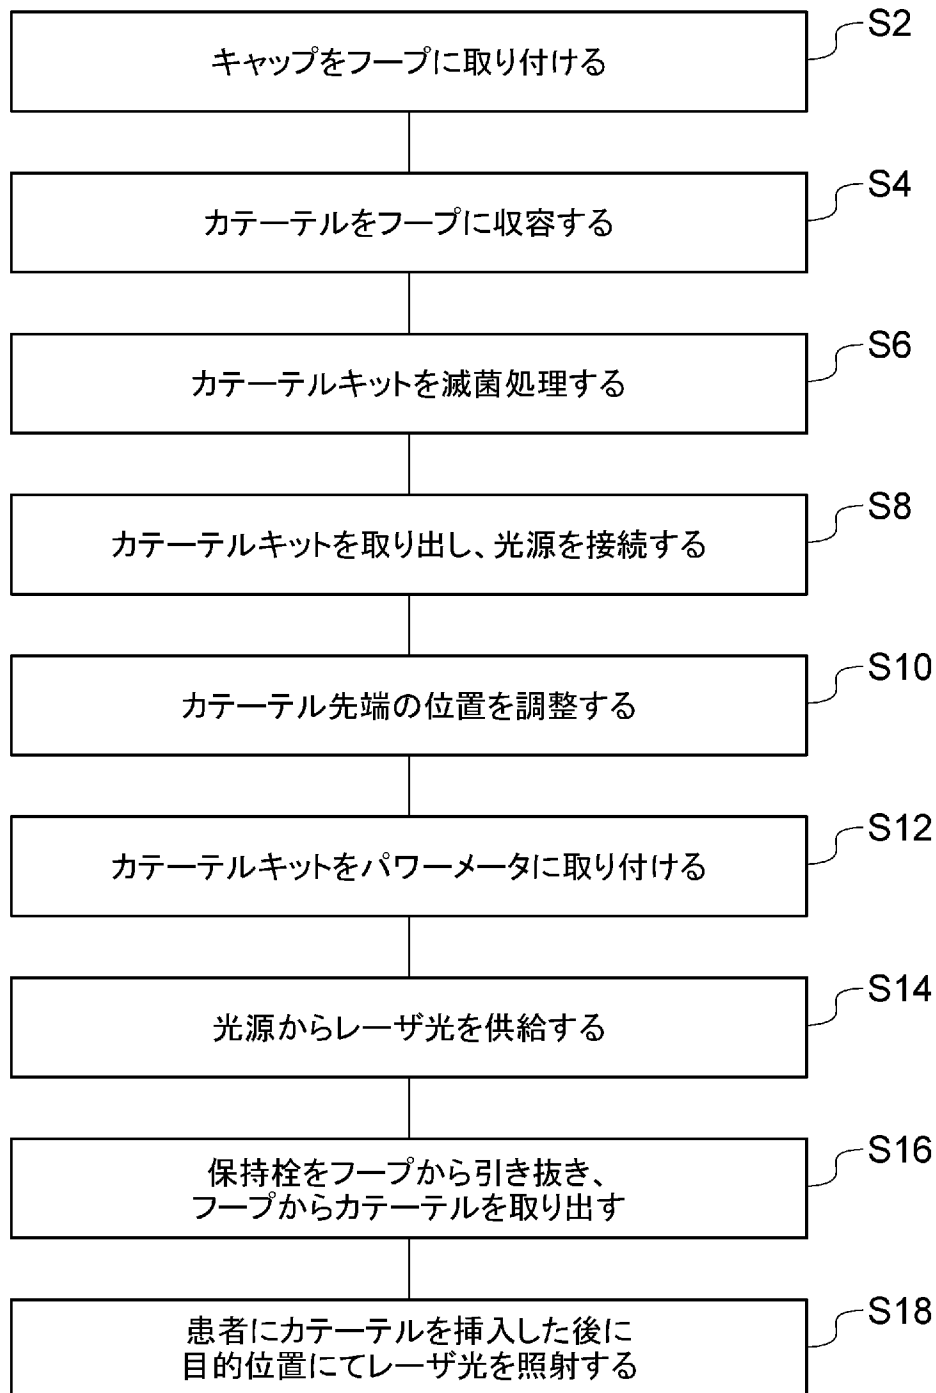 キャップをフープに取り付ける
S2
カテーテルをフープに収容する
S4
カテーテルキットを滅菌処理する
S6
カテーテルキットを取り出し、光源を接続する
S8
カテーテル先端の位置を調整する
S10
カテーテルキットをパワーメータに取り付ける
S12
光源からレーザ光を供給する
S14
保持栓をフープから引き抜き、
フープからカテーテルを取り出す
S16
患者にカテーテルを挿入した後に
目的位置にてレーザ光を照射する
S18